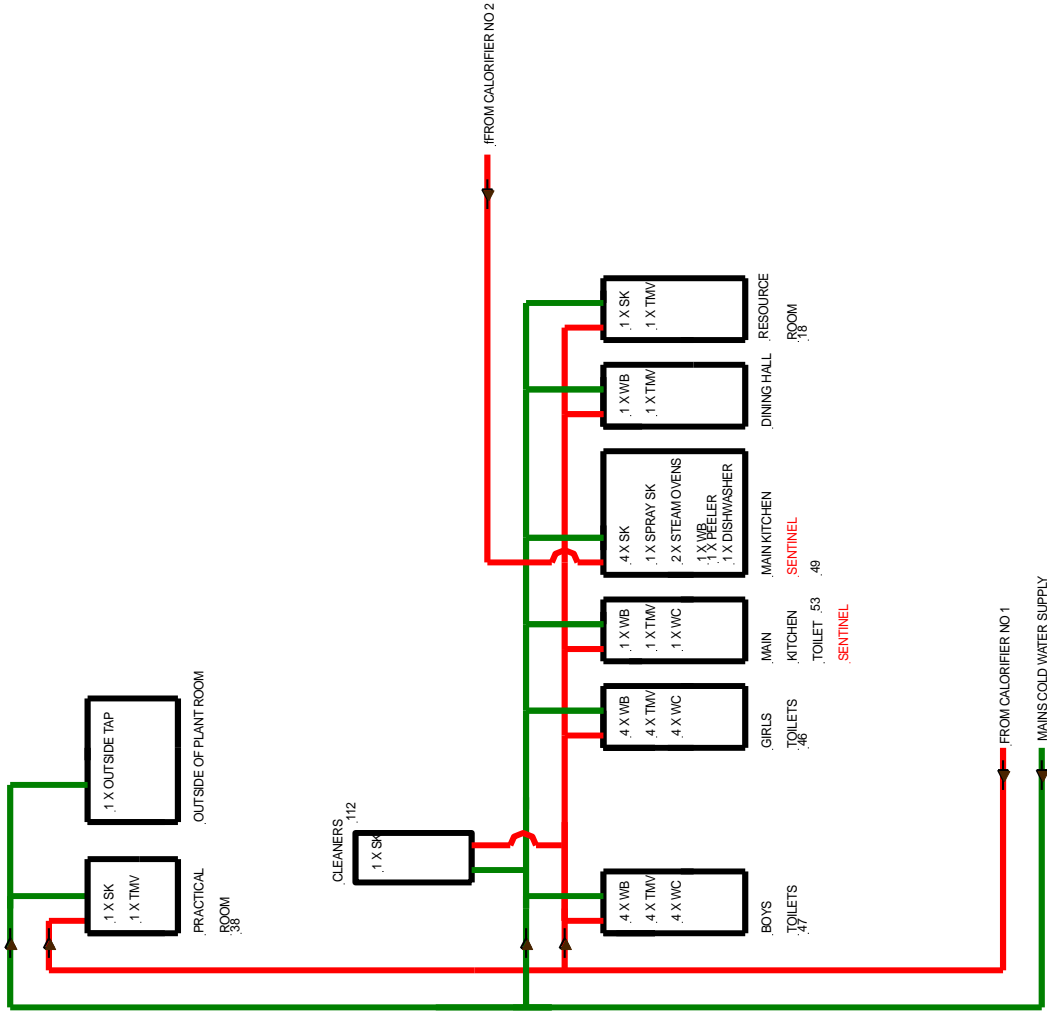 .fFROM CALORIFIER NO 2
.1 X OUTSIDE TAP
.OUTSIDE OF PLANT ROOM
.1 X SK
.1 X TMV
.PRACTICAL
.ROOM
.38
.CLEANERS
.112
.1 X SK
.1 X SK
.1 X TMV
.RESOURCE
.ROOM
.18
.1 X WB
.1 X TMV
.DINING HALL
.4 X SK
.1 X SPRAY SK
.2 X STEAM OVENS
.1 X WB
.1 X PEELER
.1 X DISHWASHER
.MAIN KITCHEN
.SENTINEL
.49
.1 X WB
.1 X TMV
.1 X WC
.MAIN
.KITCHEN
.TOILET .53
.SENTINEL
.4 X WB
.4 X TMV
.4 X WC
.GIRLS
.TOILETS
.46
.4 X WB
.4 X TMV
.4 X WC
.BOYS
.TOILETS
.47
.FROM CALORIFIER NO 1
.MAINS COLD WATER SUPPLY